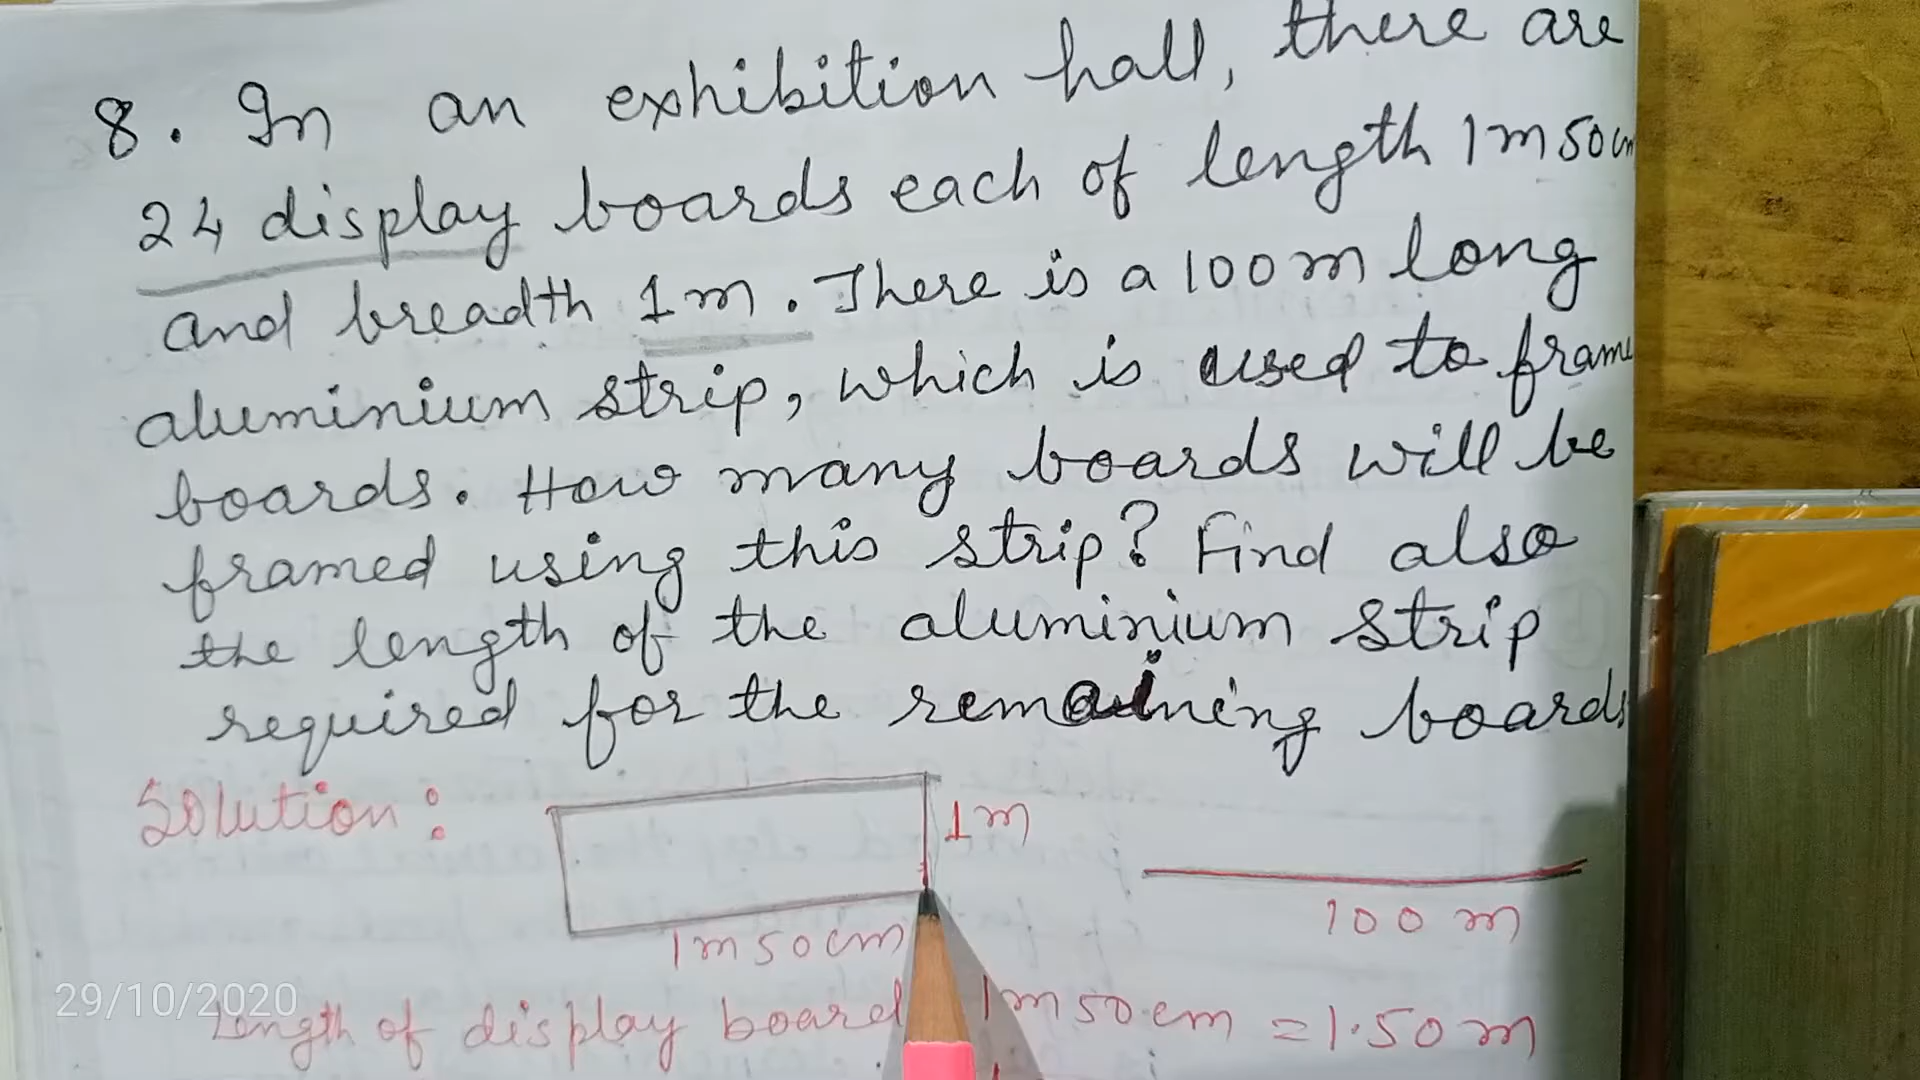 8. In an exhibition hall, there are
24 display boards each of length 1m 50cm
and breadth 1m. There is a 100m long
aluminium strip, which is used to frame
boards. How many boards will be
framed using this strip? Find also
the length of the aluminium strip
required for the remaining boards
Solution:
1m
100 m
1m 50cm
29/10/2020
Length of display board 1m 50cm = 1.50 m